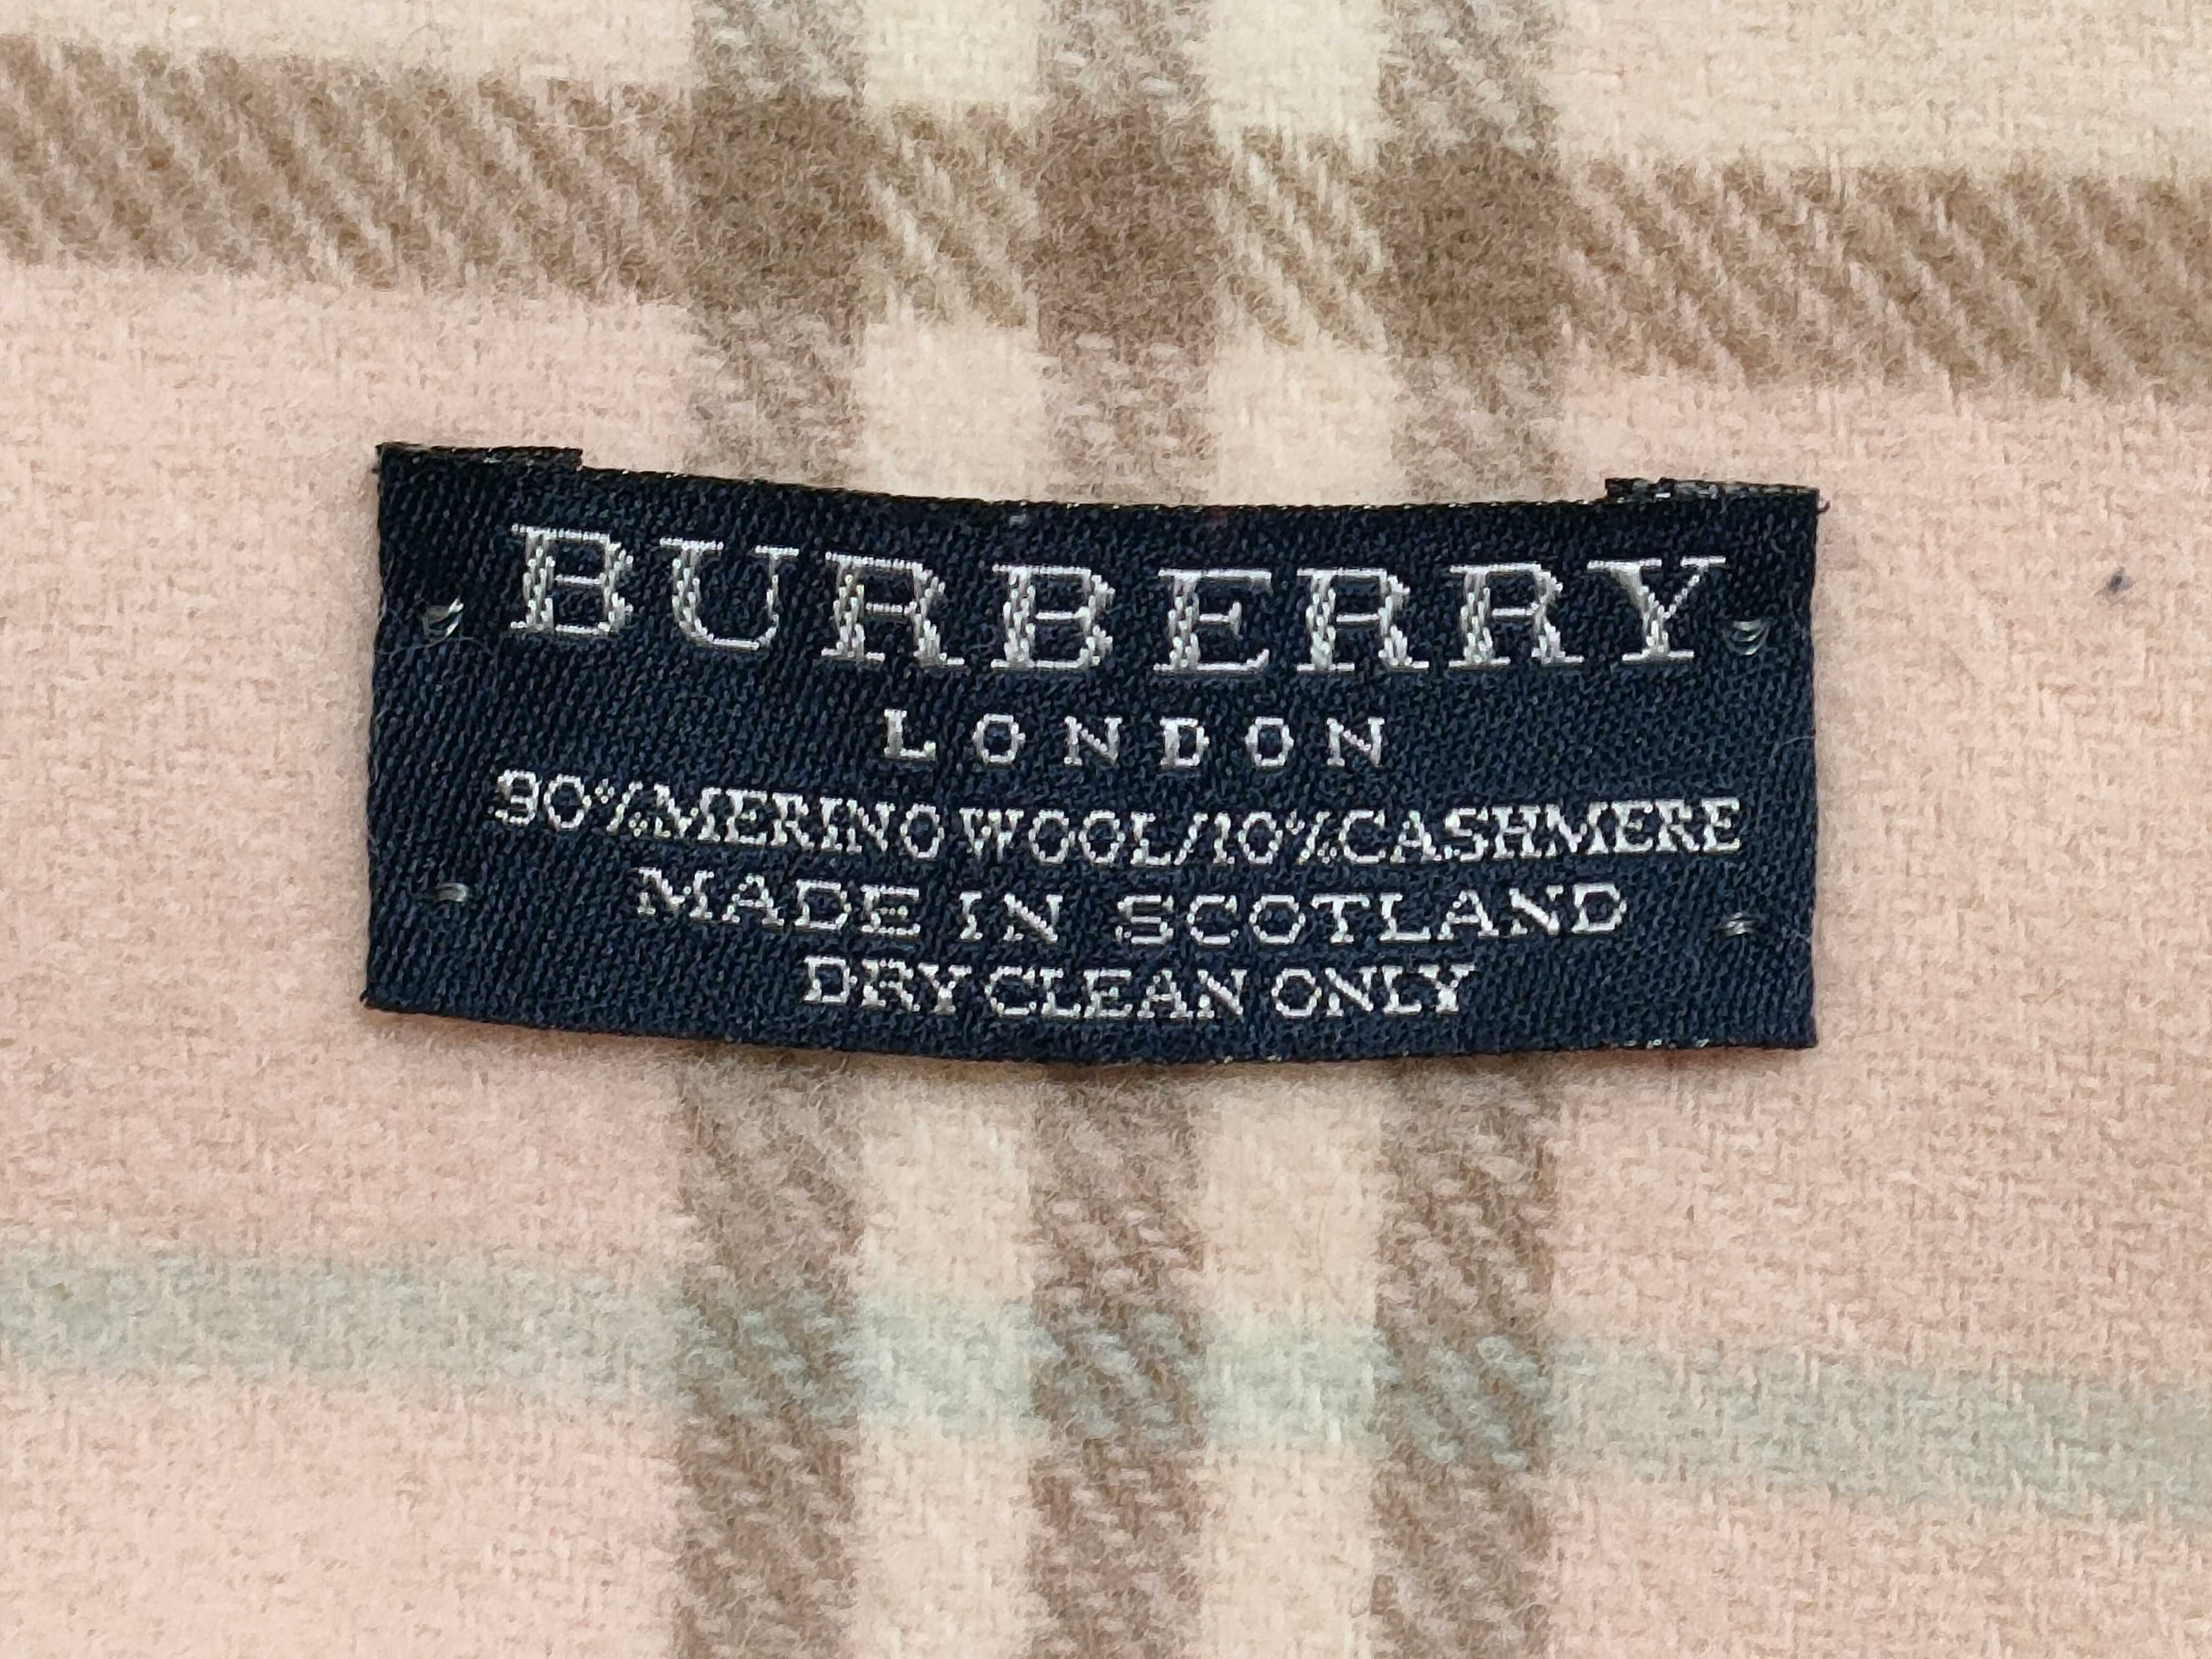 BURBERRY
LONDON
90%MERINO WOOL/10%CASHMERE
MADE IN SCOTLAND
DRY CLEAN ONLY